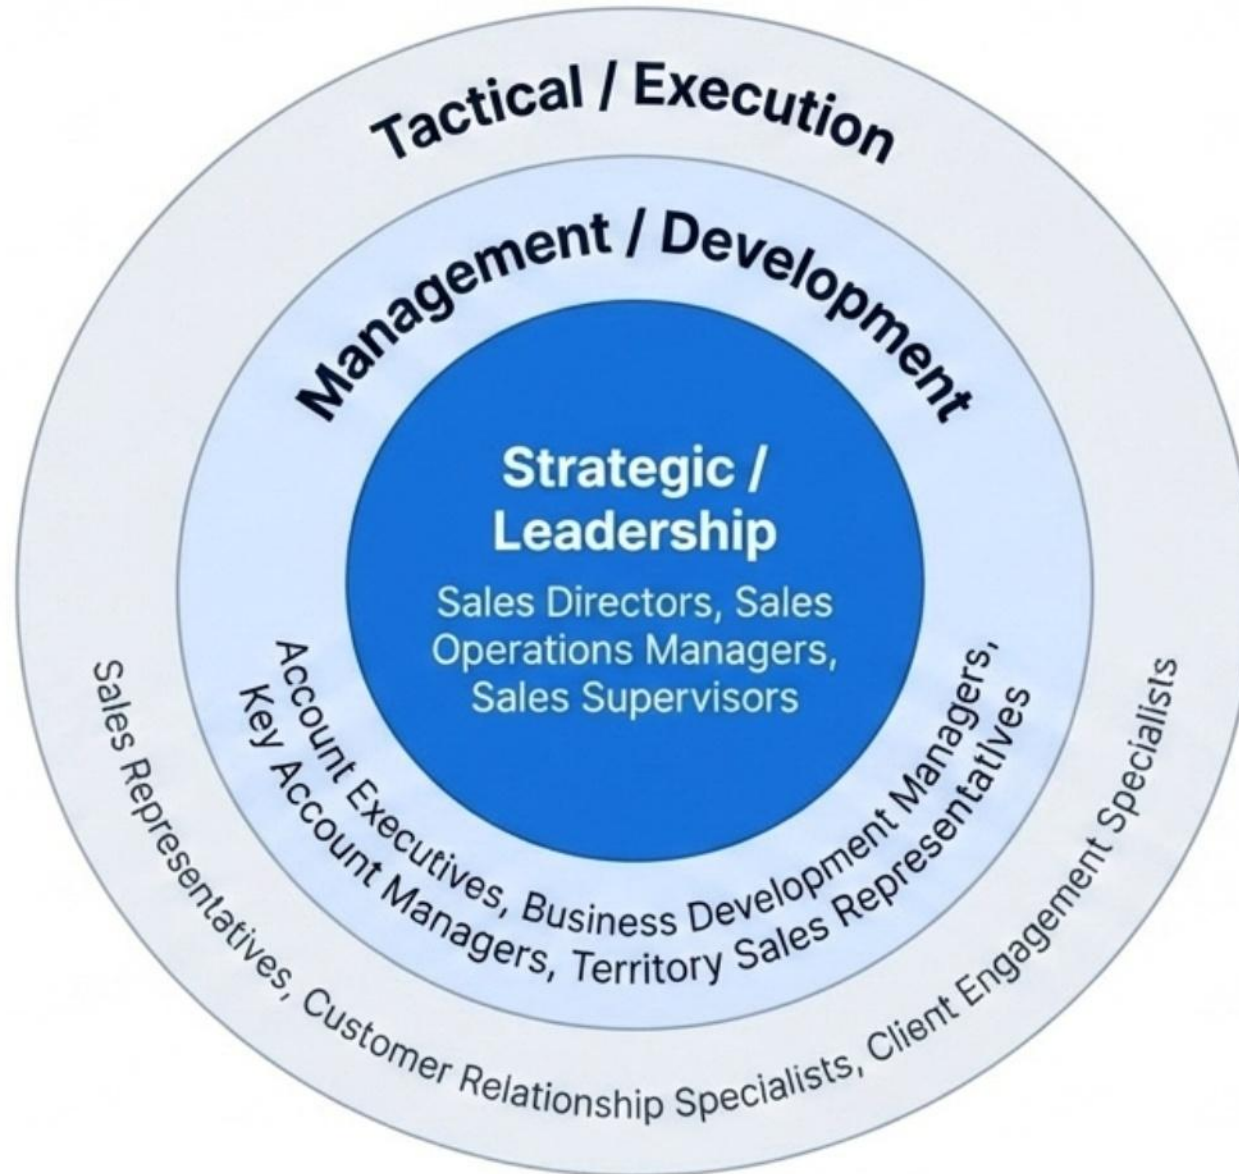 Tactical / Execution
Management / Development
Strategic /
Leadership
Sales Directors, Sales
Operations Managers,
Sales Supervisors
Account Executives, Business Development Managers,
Key Account Managers, Territory Sales Representatives
Sales Representatives, Customer Relationship Specialists, Client Engagement Specialists